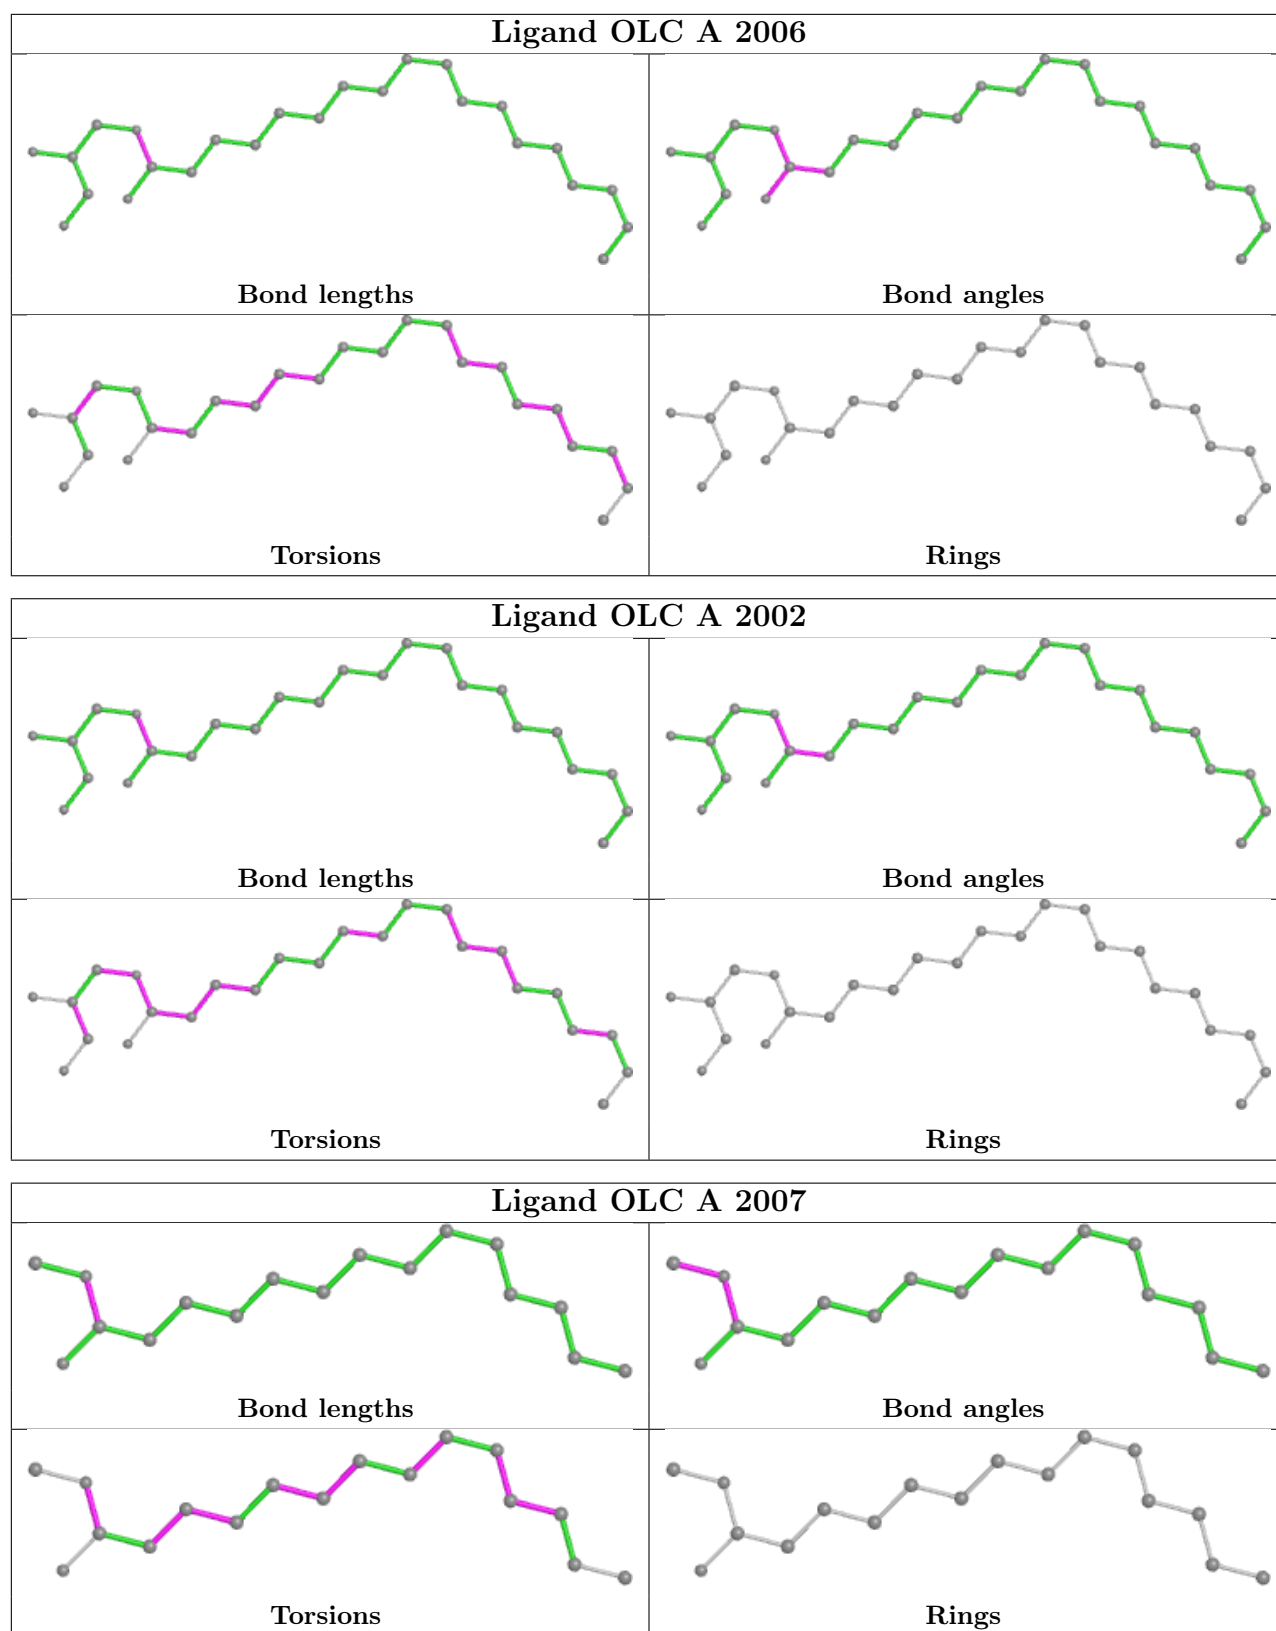 Ligand OLC A 2006
Bond lengths
Bond angles
Torsions
Rings
Ligand OLC A 2002
Bond lengths
Bond angles
Torsions
Rings
Ligand OLC A 2007
Bond lengths
Bond angles
Torsions
Rings